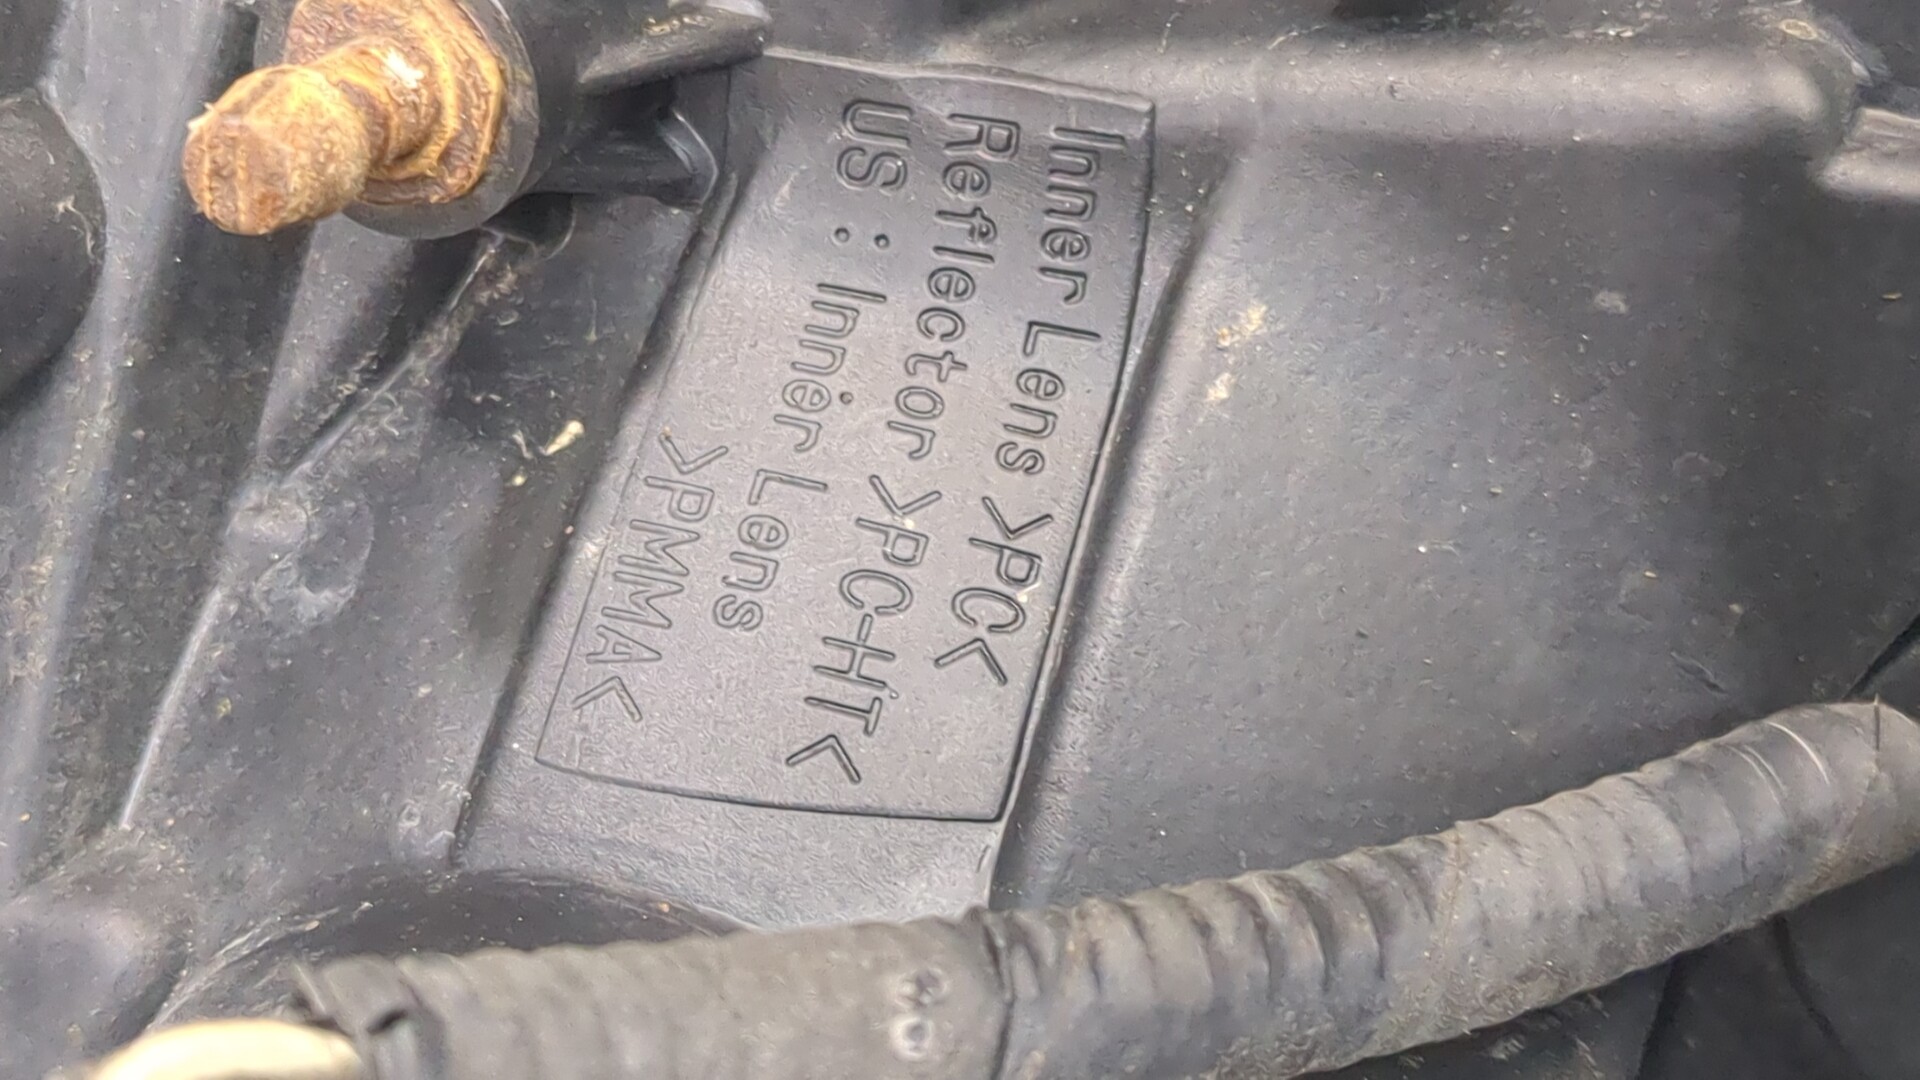 Inner Lens >PC<
Reflector >PC-HT<
US : Inner Lens
>PMMA<